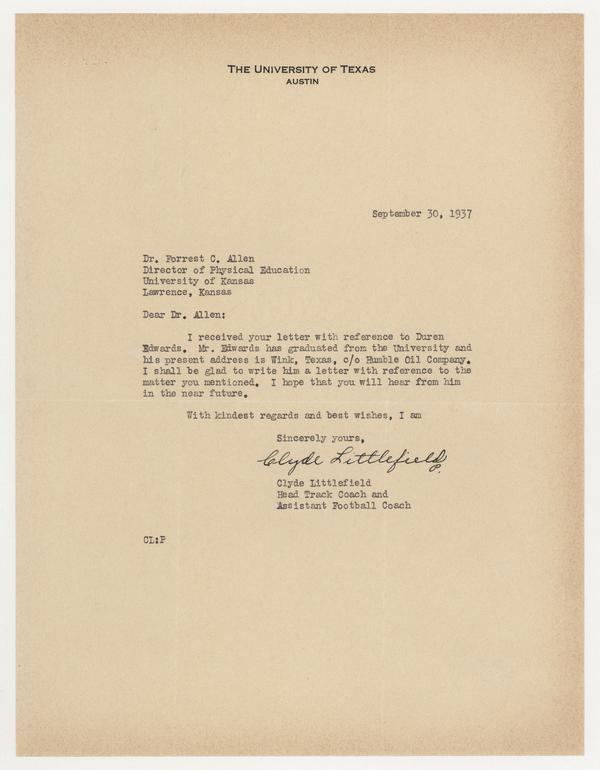 THE UNIVERSITY OF TEXAS
AUSTIN
September 30, 1937
Dr. Forrest C. Allen
Director of Physical Education
University of Kansas
Lawrence, Kansas
Dear Dr. Allen:
I received your letter with reference to Duren
Edwards. Mr. Edwards has graduated from the University and
his present address is Wink, Texas, c/o Humble Oil Company.
I shall be glad to write him a letter with reference to the
matter you mentioned. I hope that you will hear from him
in the near future.
With kindest regards and best wishes, I am
Sincerely yours,
Clyde Littlefield
P.
Clyde Littlefield
Head Track Coach and
Assistant Football Coach
CL:P